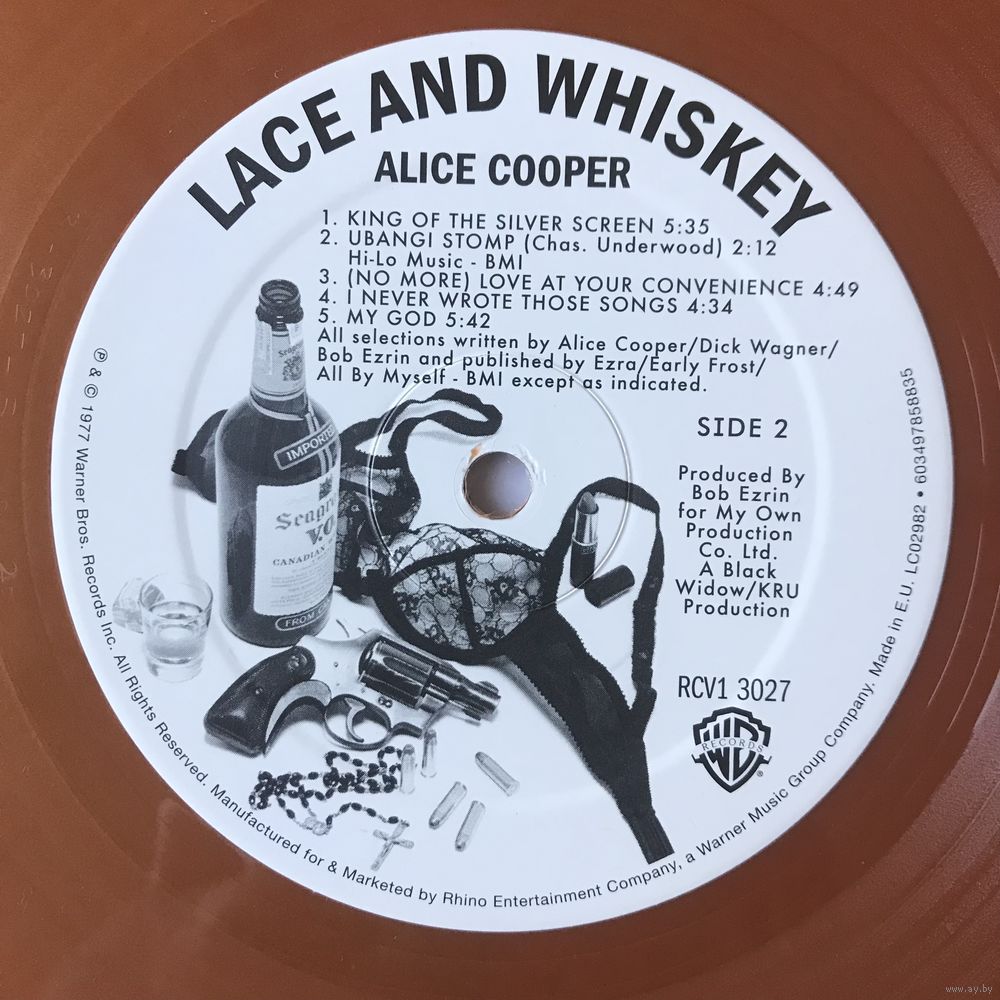 LACE AND WHISKEY
ALICE COOPER
1. KING OF THE SILVER SCREEN 5:35
2. UBANGI STOMP (Chas. Underwood) 2:12
Hi-Lo Music - BMI
3. (NO MORE) LOVE AT YOUR CONVENIENCE 4:49
4. I NEVER WROTE THOSE SONGS 4:34
5. MY GOD 5:42
All selections written by Alice Cooper/Dick Wagner/
Bob Ezrin and published by Ezra/Early Frost/
All By Myself - BMI except as indicated.
SIDE 2
Produced By
Bob Ezrin
for My Own
Production
Co. Ltd.
A Black
Widow/KRU
Production
RCV1 3027
WB
RECORDS
®
IMPORTED
Seagram's
V.O.
CANADIAN
FROM
℗ & © 1977 Warner Bros. Records Inc. All Rights Reserved. Manufactured for & Marketed by Rhino Entertainment Company, a Warner Music Group Company. Made in E.U. LC02982 • 603497858835
www.ay.by